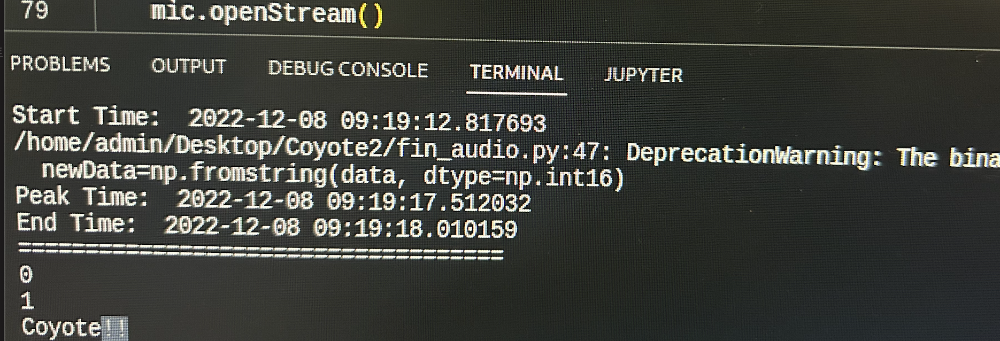 79 mic.openStream()
PROBLEMS OUTPUT DEBUG CONSOLE TERMINAL JUPYTER
Start Time:  2022-12-08 09:19:12.817693
/home/admin/Desktop/Coyote2/fin_audio.py:47: DeprecationWarning: The bina
  newData=np.fromstring(data, dtype=np.int16)
Peak Time:  2022-12-08 09:19:17.512032
End Time:  2022-12-08 09:19:18.010159
====================================
0
1
Coyote!!